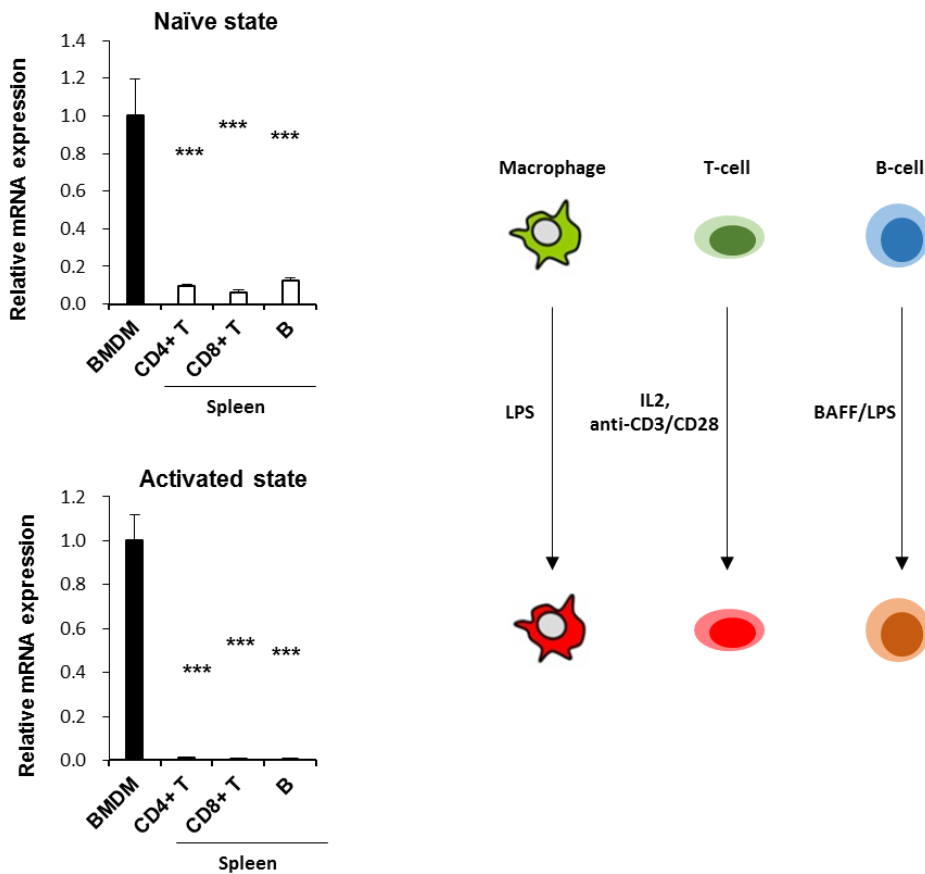 Naïve state
Relative mRNA expression
1.4
1.2
1.0
0.8
0.6
0.4
0.2
0.0
***
***
***
BMDM
CD4+ T
CD8+ T
B
Spleen
Macrophage
T-cell
B-cell
LPS
IL2,
anti-CD3/CD28
BAFF/LPS
Activated state
Relative mRNA expression
1.2
1.0
0.8
0.6
0.4
0.2
0.0
***
***
***
BMDM
CD4+ T
CD8+ T
B
Spleen